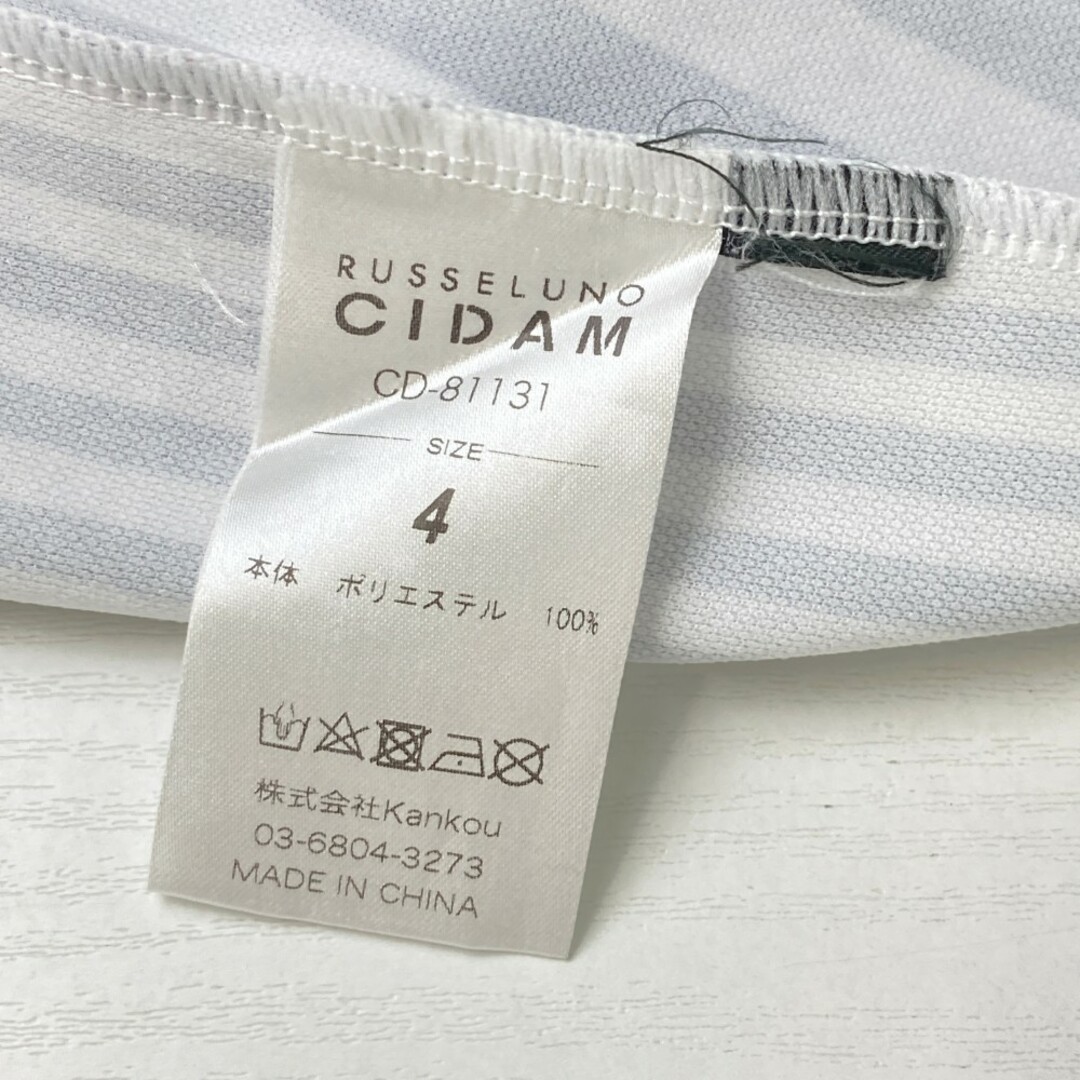 RUSSELUNO
CIDAM
CD-81131
SIZE
4
本体 ポリエステル 100%
株式会社Kankou
03-6804-3273
MADE IN CHINA